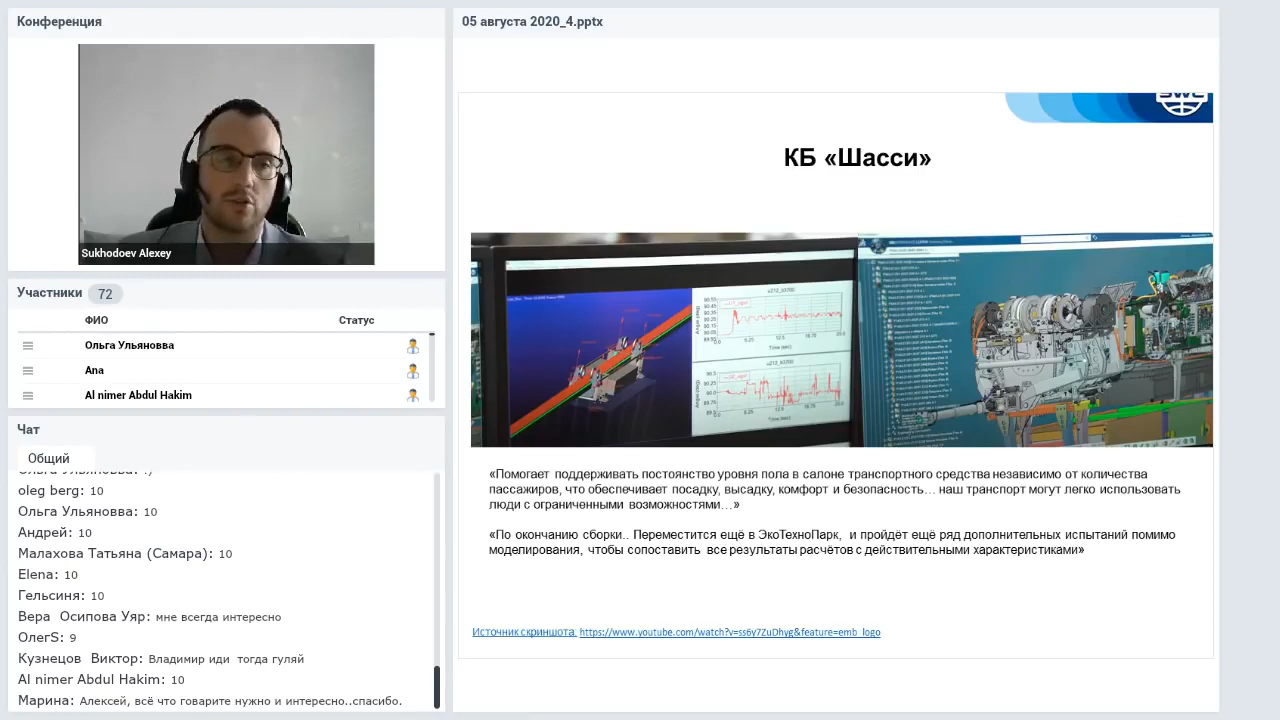 Конференция
Sukhodoev Alexey
Участники 72
ФИО Статус
Ольга Ульяновва
Ana
Al nimer Abdul Hakim
Чат
Общий
Ольга Ульяновва:
oleg berg: 10
Ольга Ульяновва: 10
Андрей: 10
Малахова Татьяна (Самара): 10
Elena: 10
Гельсиня: 10
Вера Осипова Уяр: мне всегда интересно
ОлегS: 9
Кузнецов Виктор: Владимир иди тогда гуляй
Al nimer Abdul Hakim: 10
Марина: Алексей, всё что говарите нужно и интересно..спасибо.
05 августа 2020_4.pptx
КБ «Шасси»
«Помогает поддерживать постоянство уровня пола в салоне транспортного средства независимо от количества
пассажиров, что обеспечивает посадку, высадку, комфорт и безопасность… наш транспорт могут легко использовать
люди с ограниченными возможностями…»
«По окончанию сборки.. Переместится ещё в ЭкоТехноПарк, и пройдёт ещё ряд дополнительных испытаний помимо
моделирования, чтобы сопоставить все результаты расчётов с действительными характеристиками»
Источник скриншота: https://www.youtube.com/watch?v=ss6y7ZuDhyg&feature=emb_logo